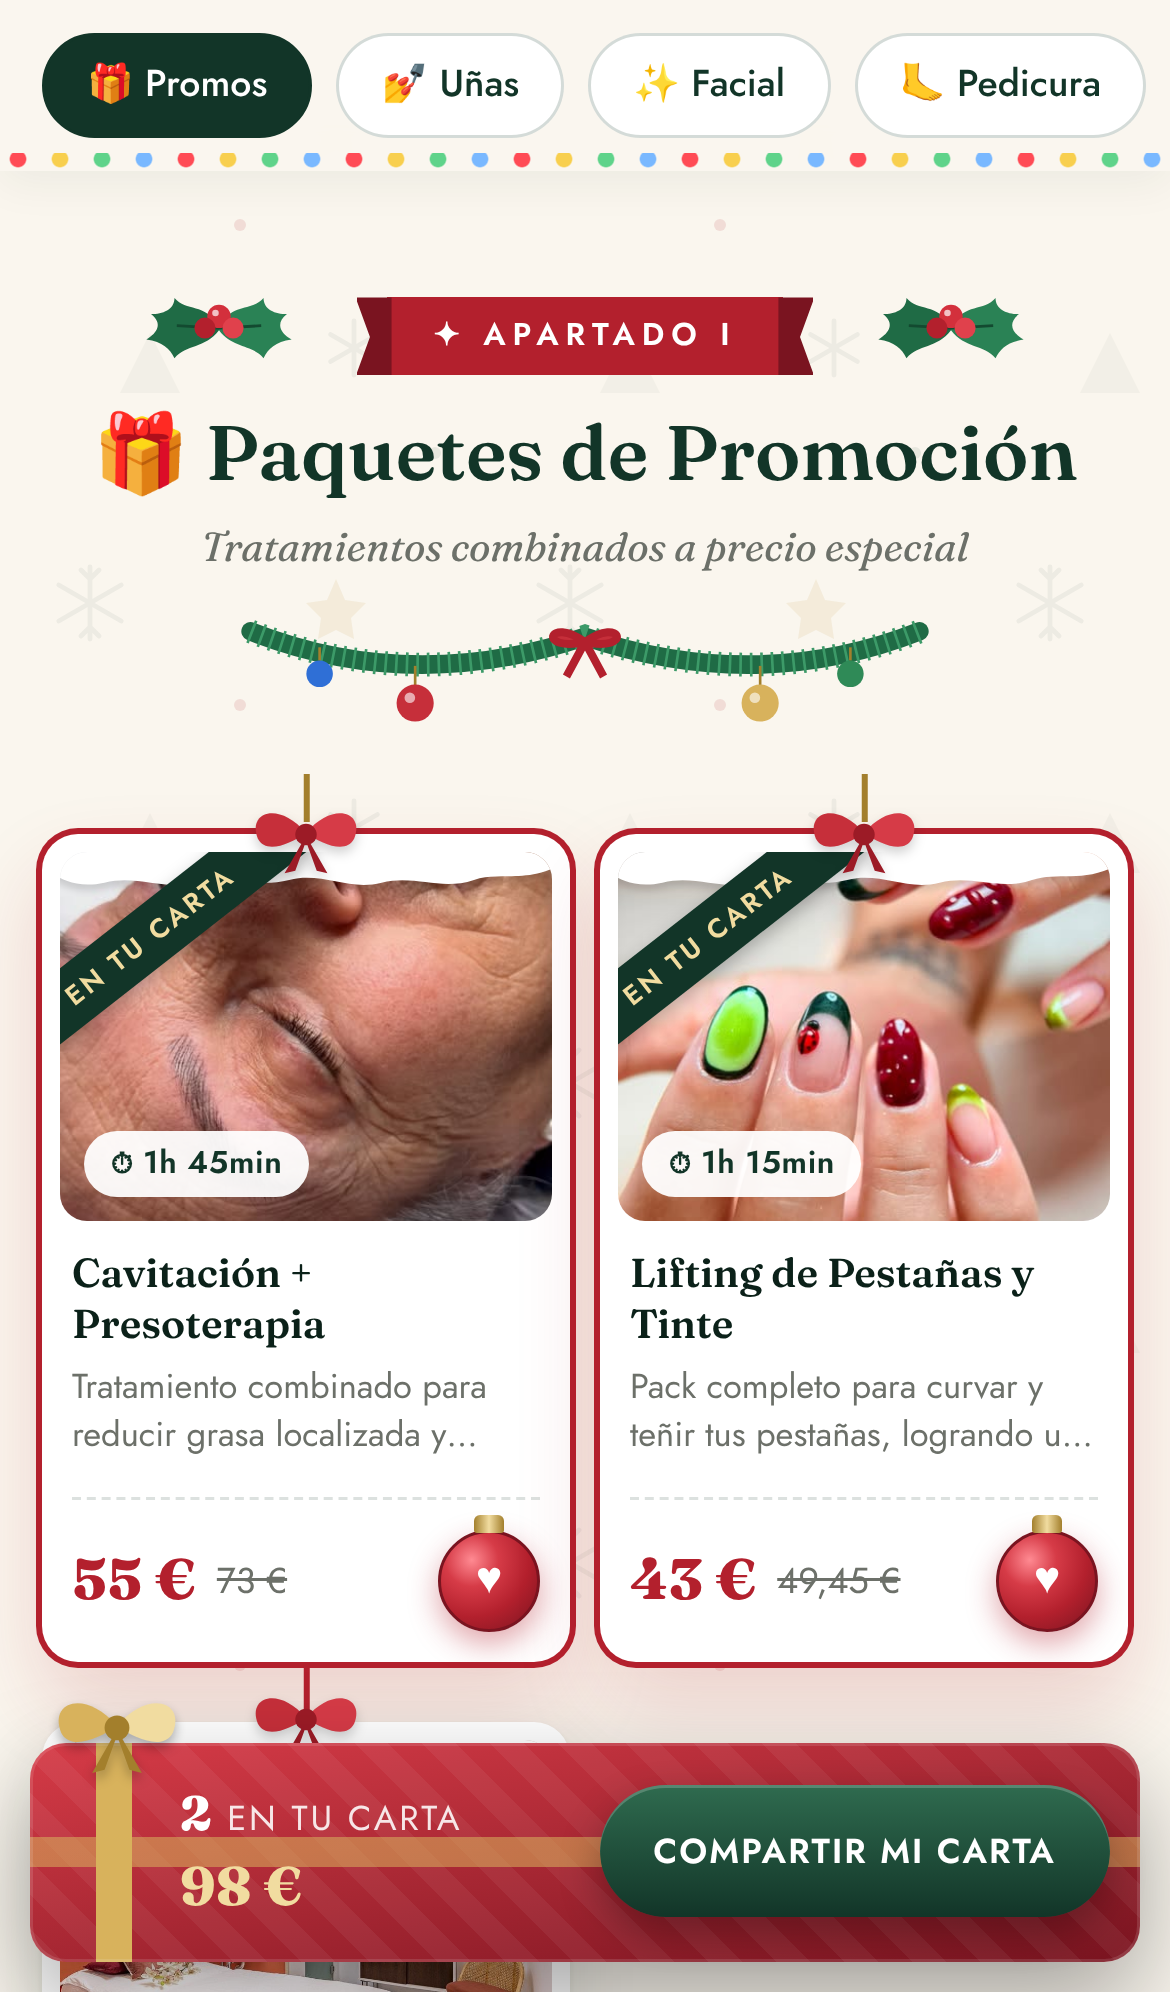 🎁 Promos
💅 Uñas
✨ Facial
🦶 Pedicura
✦ APARTADO I
🎁 Paquetes de Promoción
Tratamientos combinados a precio especial
EN TU CARTA
⏱ 1h 45min
Cavitación +
Presoterapia
Tratamiento combinado para
reducir grasa localizada y...
55 € 73 €
♥
EN TU CARTA
⏱ 1h 15min
Lifting de Pestañas y
Tinte
Pack completo para curvar y
teñir tus pestañas, logrando u...
43 € 49,45 €
♥
2 EN TU CARTA
98 €
COMPARTIR MI CARTA